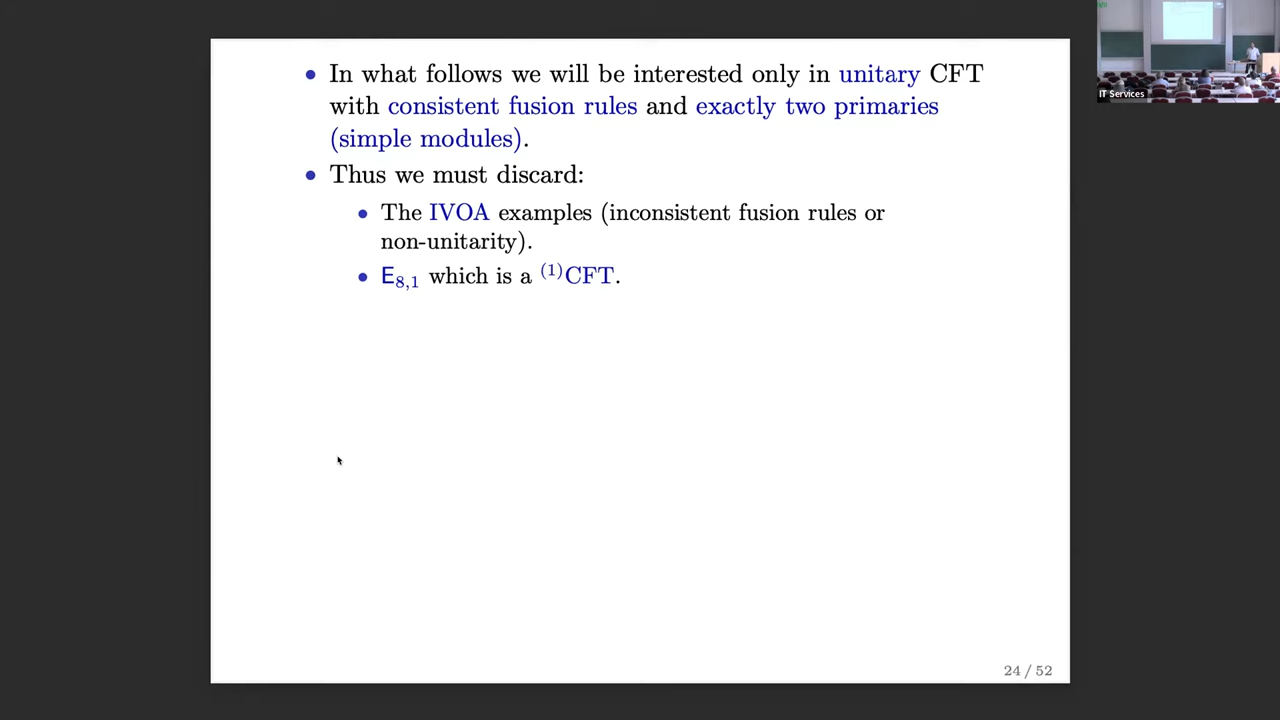 • In what follows we will be interested only in unitary CFT
with consistent fusion rules and exactly two primaries
(simple modules).
• Thus we must discard:
• The IVOA examples (inconsistent fusion rules or
non-unitarity).
• E8,1 which is a (1)CFT.
24 / 52
IT Services